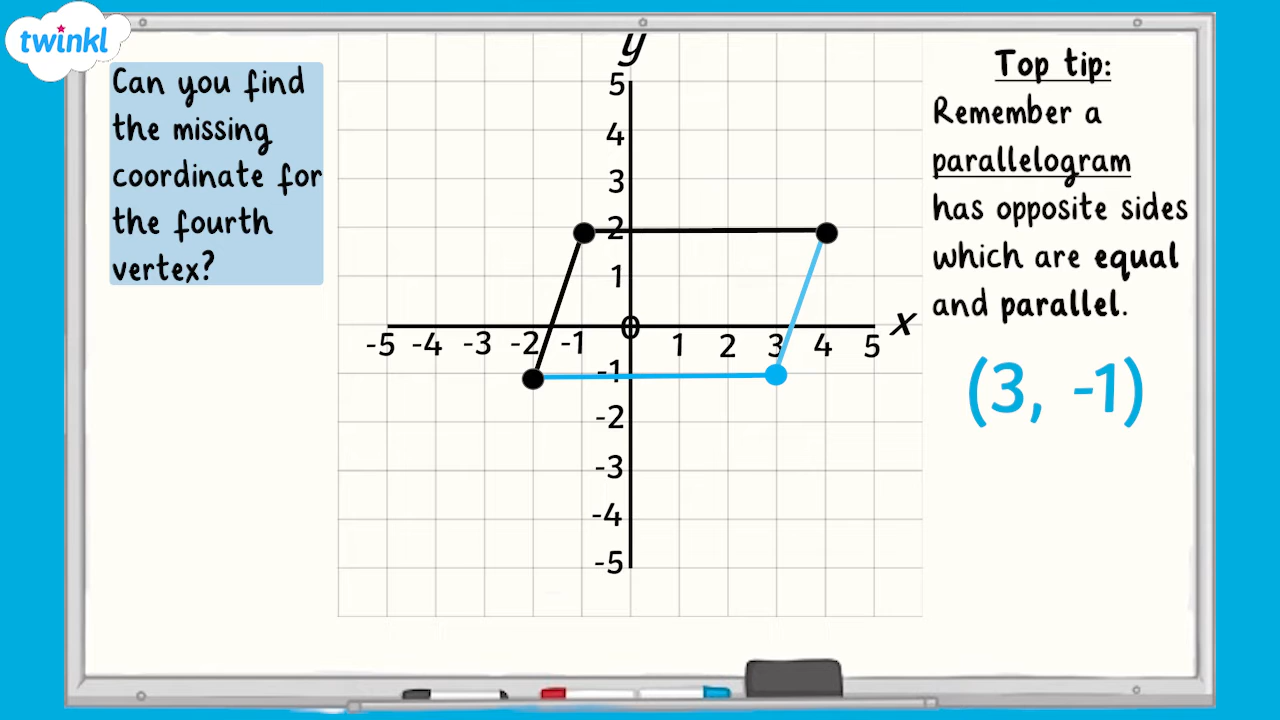 twinkl
Can you find
the missing
coordinate for
the fourth
vertex?
y
5
4
3
2
1
0
-5 -4 -3 -2 -1 1 2 3 4 5 x
-1
-2
-3
-4
-5
Top tip:
Remember a
parallelogram
has opposite sides
which are equal
and parallel.
(3, -1)